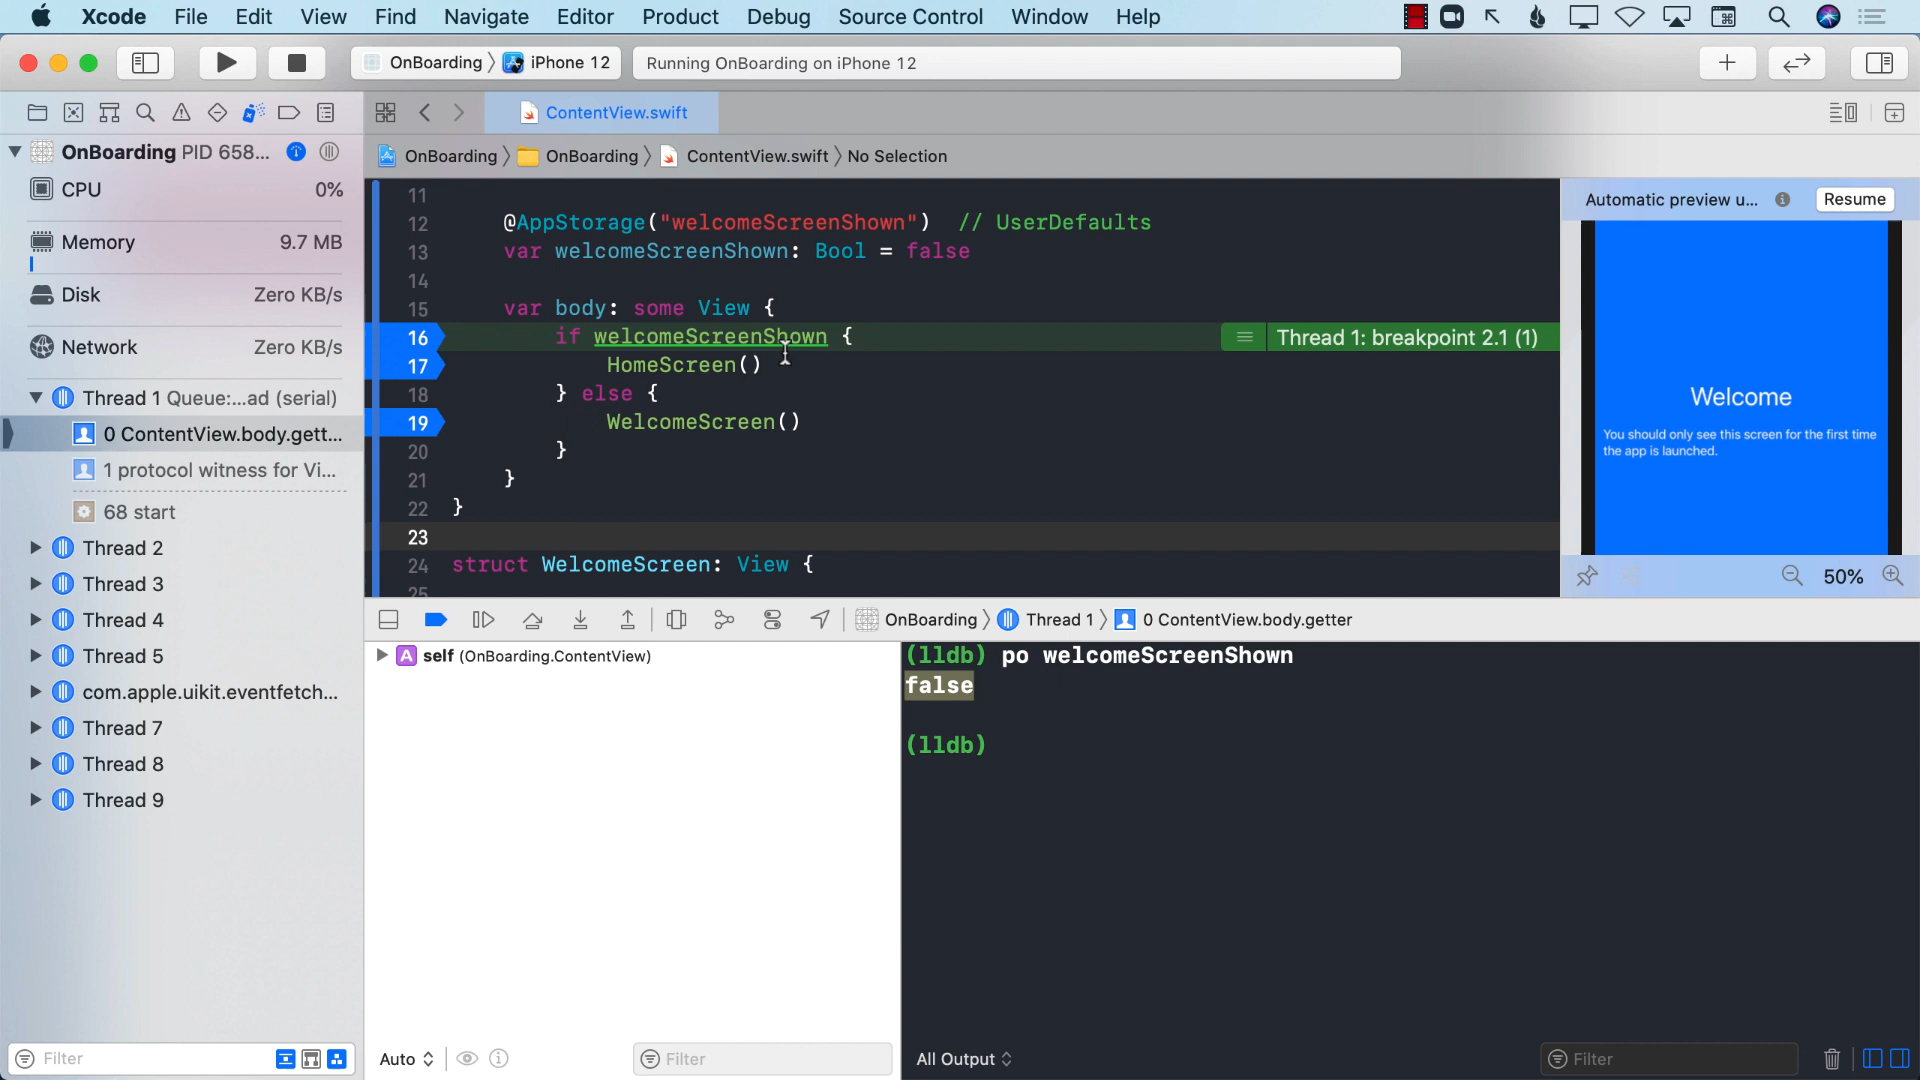 Xcode File Edit View Find Navigate Editor Product Debug Source Control Window Help
OnBoarding iPhone 12 Running OnBoarding on iPhone 12
ContentView.swift
OnBoarding PID 658...
OnBoarding OnBoarding ContentView.swift No Selection
CPU 0%
Memory 9.7 MB
Disk Zero KB/s
Network Zero KB/s
Thread 1 Queue:...ad (serial)
0 ContentView.body.gett...
1 protocol witness for Vi...
68 start
Thread 2
Thread 3
Thread 4
Thread 5
com.apple.uikit.eventfetch...
Thread 7
Thread 8
Thread 9
Filter
11
12 @AppStorage("welcomeScreenShown") // UserDefaults
13 var welcomeScreenShown: Bool = false
14
15 var body: some View {
16 if welcomeScreenShown { Thread 1: breakpoint 2.1 (1)
17 HomeScreen()
18 } else {
19 WelcomeScreen()
20 }
21 }
22 }
23
24 struct WelcomeScreen: View {
25
Automatic preview u... Resume
Welcome
You should only see this screen for the first time
the app is launched.
50%
OnBoarding Thread 1 0 ContentView.body.getter
A self (OnBoarding.ContentView)
(lldb) po welcomeScreenShown
false
(lldb)
Auto Filter
All Output Filter